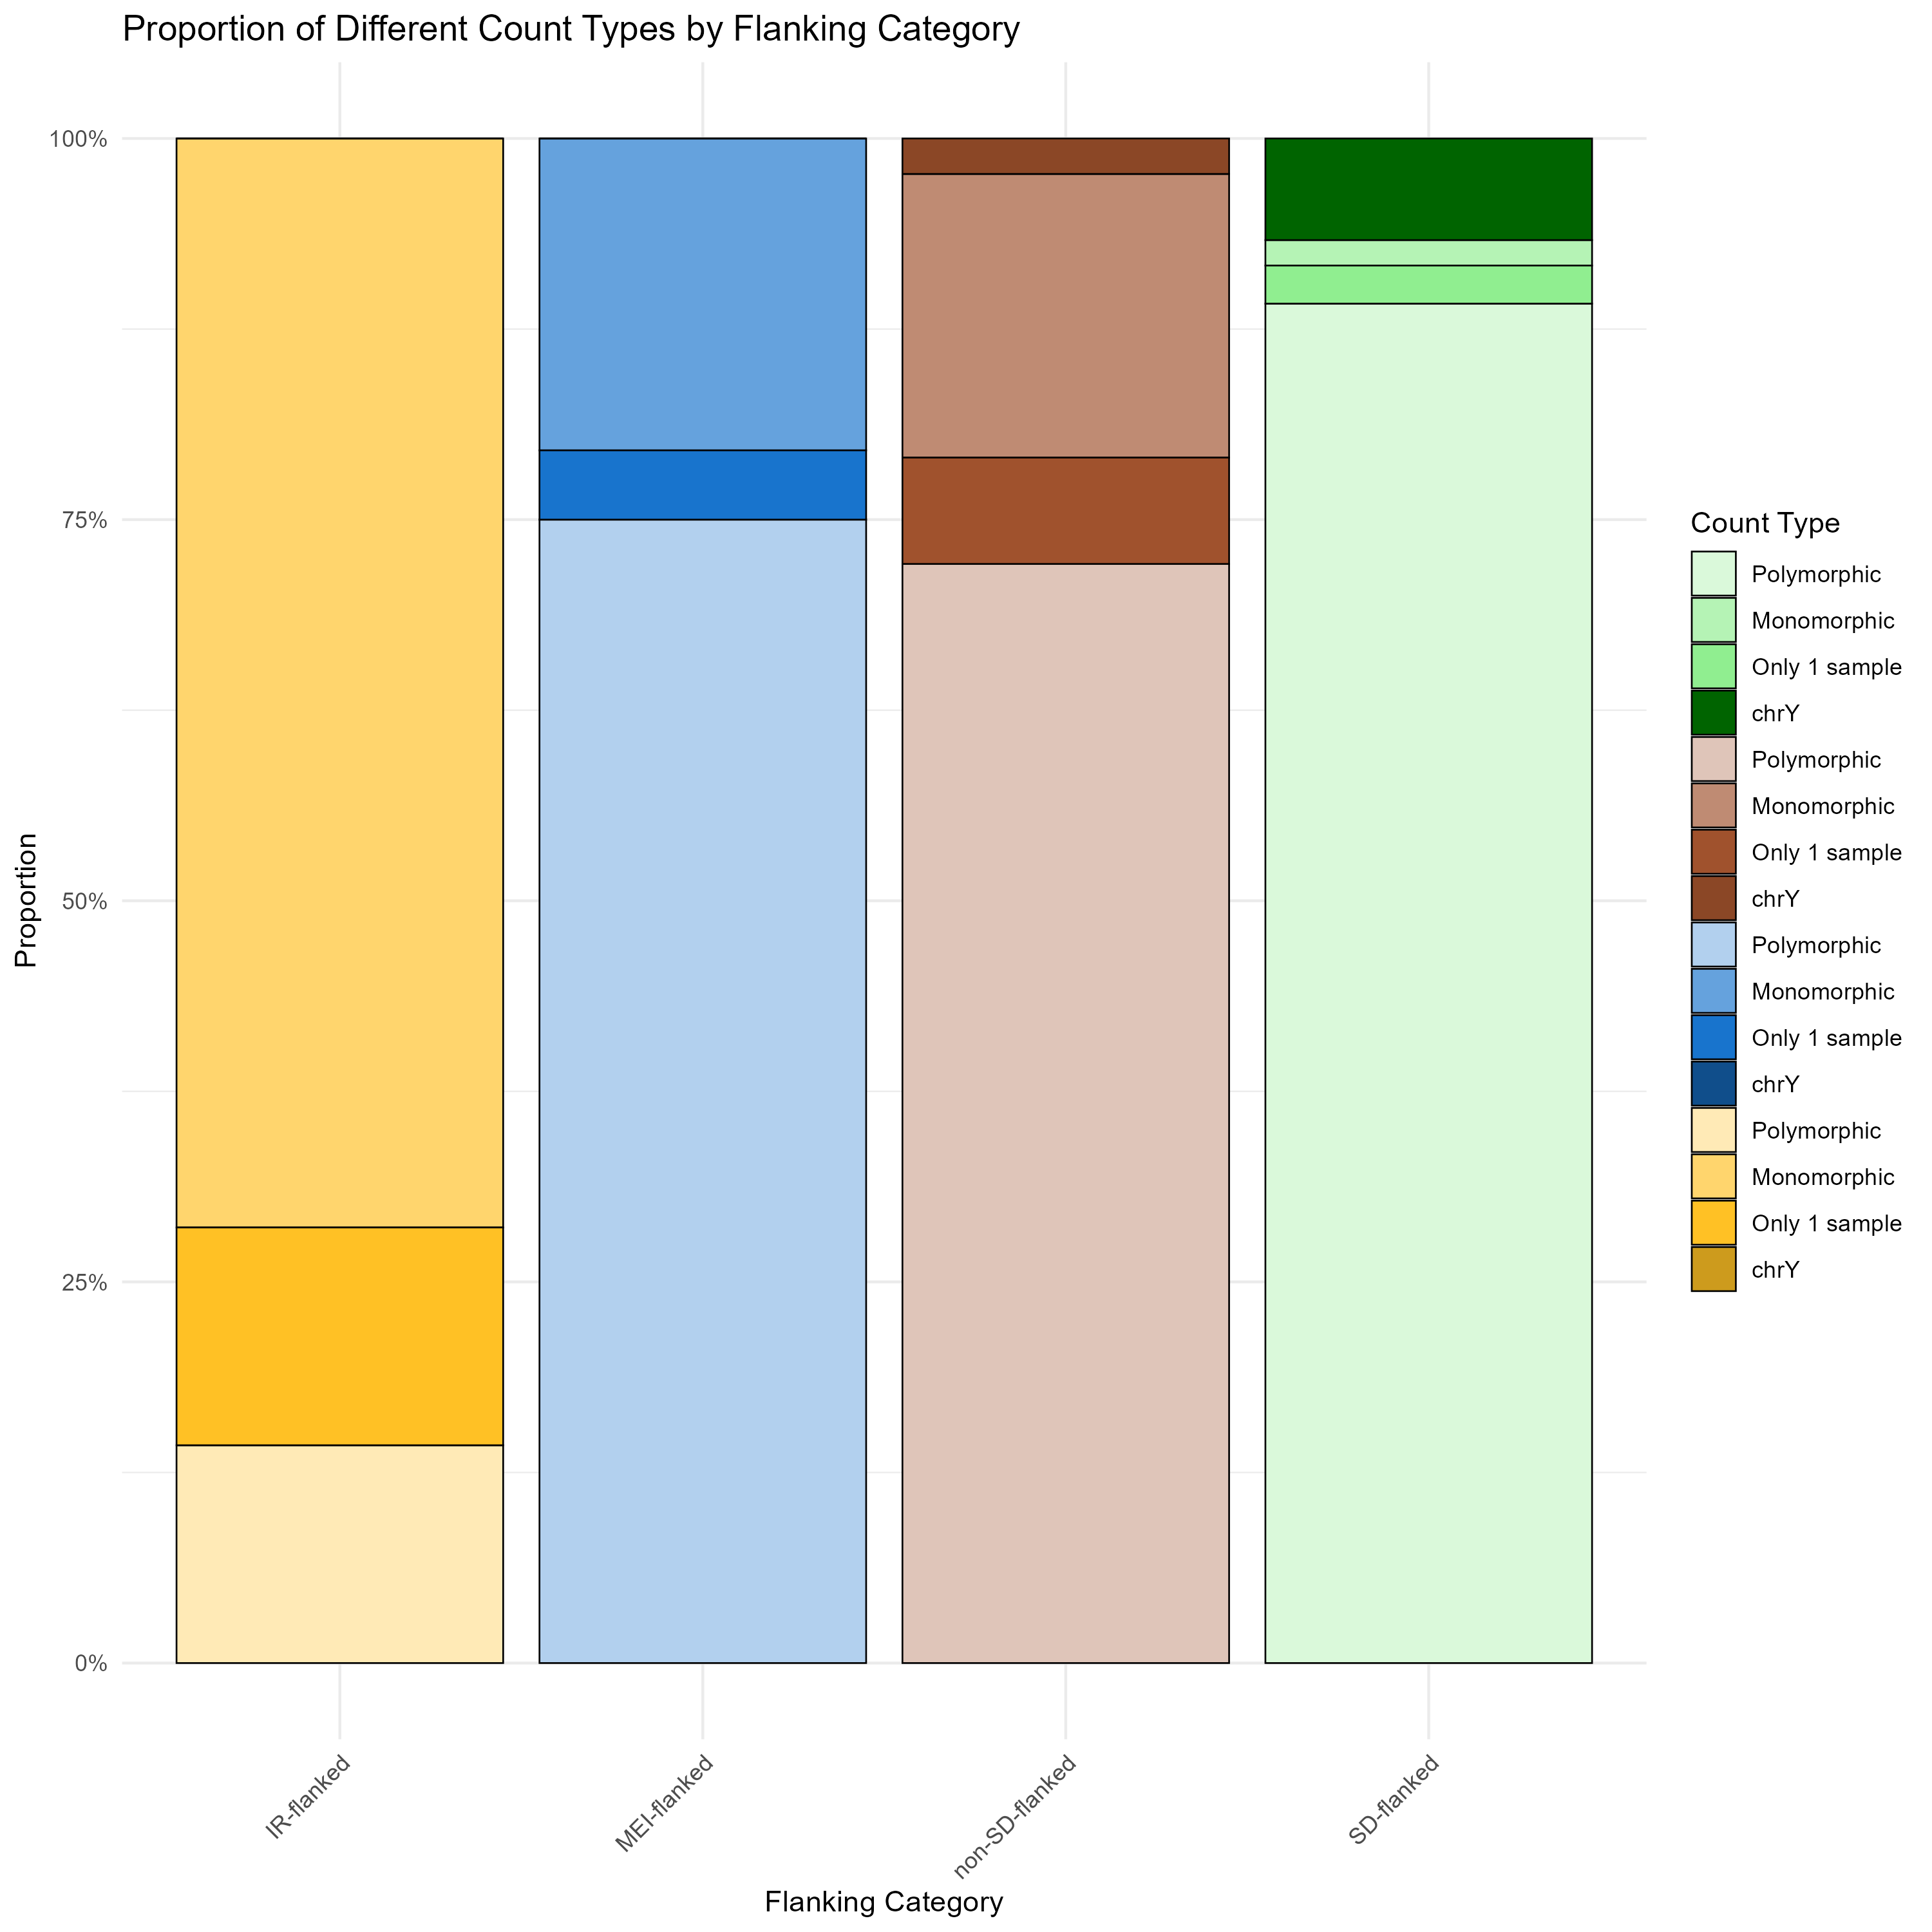 Proportion of Different Count Types by Flanking Category
100%
75%
50%
25%
0%
Proportion
IR-flanked
MEI-flanked
non-SD-flanked
SD-flanked
Flanking Category
Count Type
Polymorphic
Monomorphic
Only 1 sample
chrY
Polymorphic
Monomorphic
Only 1 sample
chrY
Polymorphic
Monomorphic
Only 1 sample
chrY
Polymorphic
Monomorphic
Only 1 sample
chrY